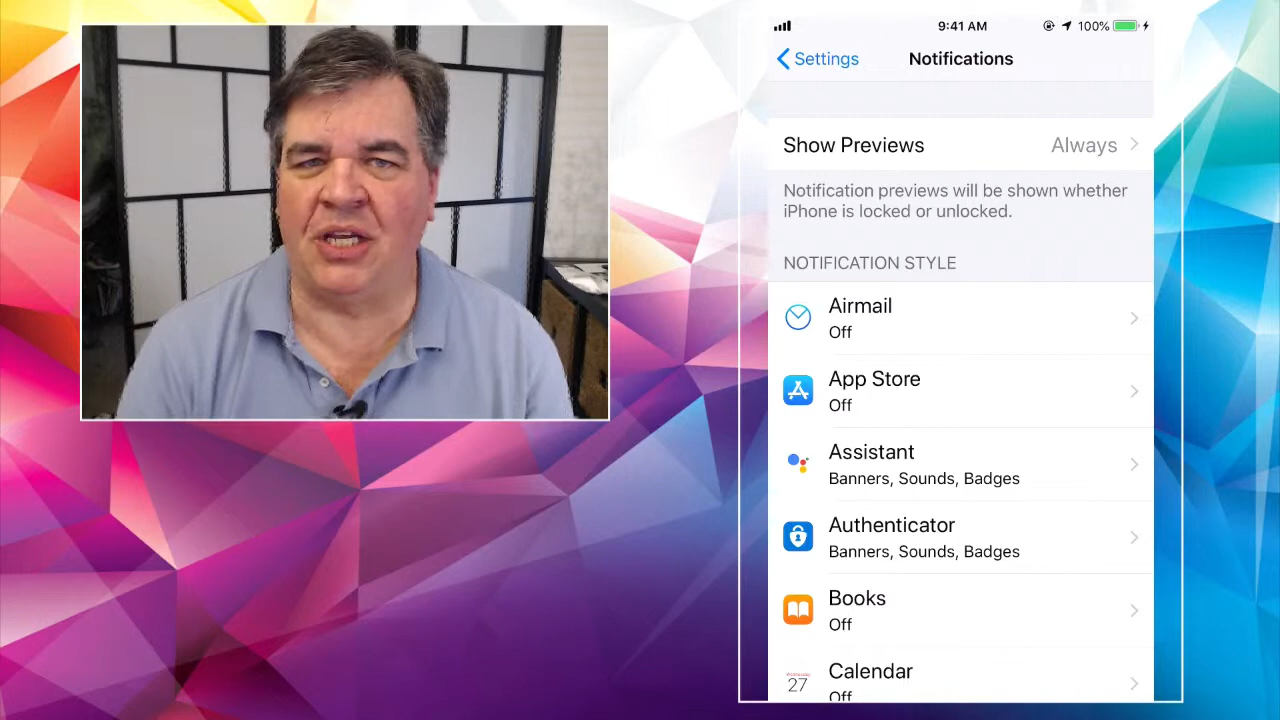 9:41 AM
100%
Settings
Notifications
Show Previews
Always
Notification previews will be shown whether
iPhone is locked or unlocked.
NOTIFICATION STYLE
Airmail
Off
App Store
Off
Assistant
Banners, Sounds, Badges
Authenticator
Banners, Sounds, Badges
Books
Off
Calendar
27
Off